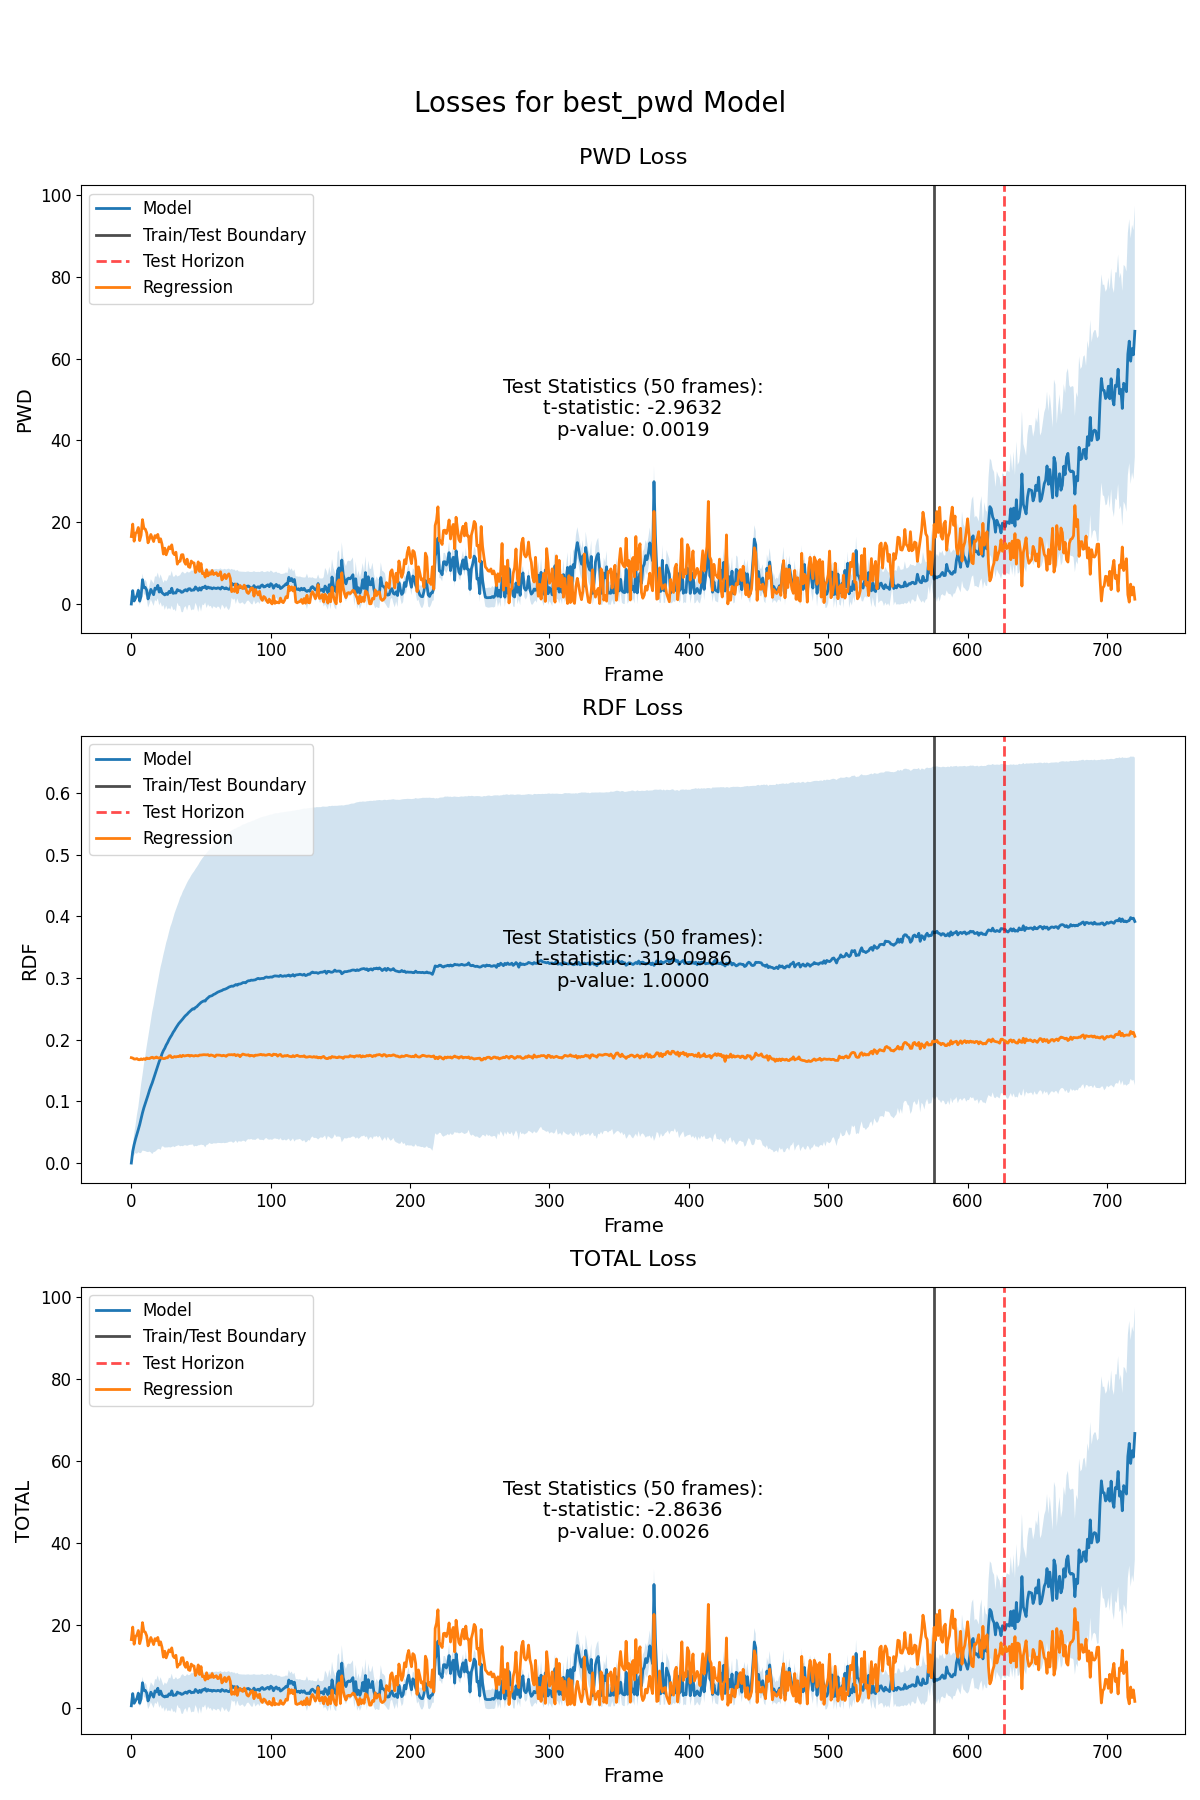 Losses for best_pwd Model
PWD Loss
100
80
60
40
20
0
PWD
Model
Train/Test Boundary
Test Horizon
Regression
Test Statistics (50 frames):
t-statistic: -2.9632
p-value: 0.0019
0 100 200 300 400 500 600 700
Frame
RDF Loss
0.6
0.5
0.4
0.3
0.2
0.1
0.0
RDF
Model
Train/Test Boundary
Test Horizon
Regression
Test Statistics (50 frames):
t-statistic: 319.0986
p-value: 1.0000
0 100 200 300 400 500 600 700
Frame
TOTAL Loss
100
80
60
40
20
0
TOTAL
Model
Train/Test Boundary
Test Horizon
Regression
Test Statistics (50 frames):
t-statistic: -2.8636
p-value: 0.0026
0 100 200 300 400 500 600 700
Frame